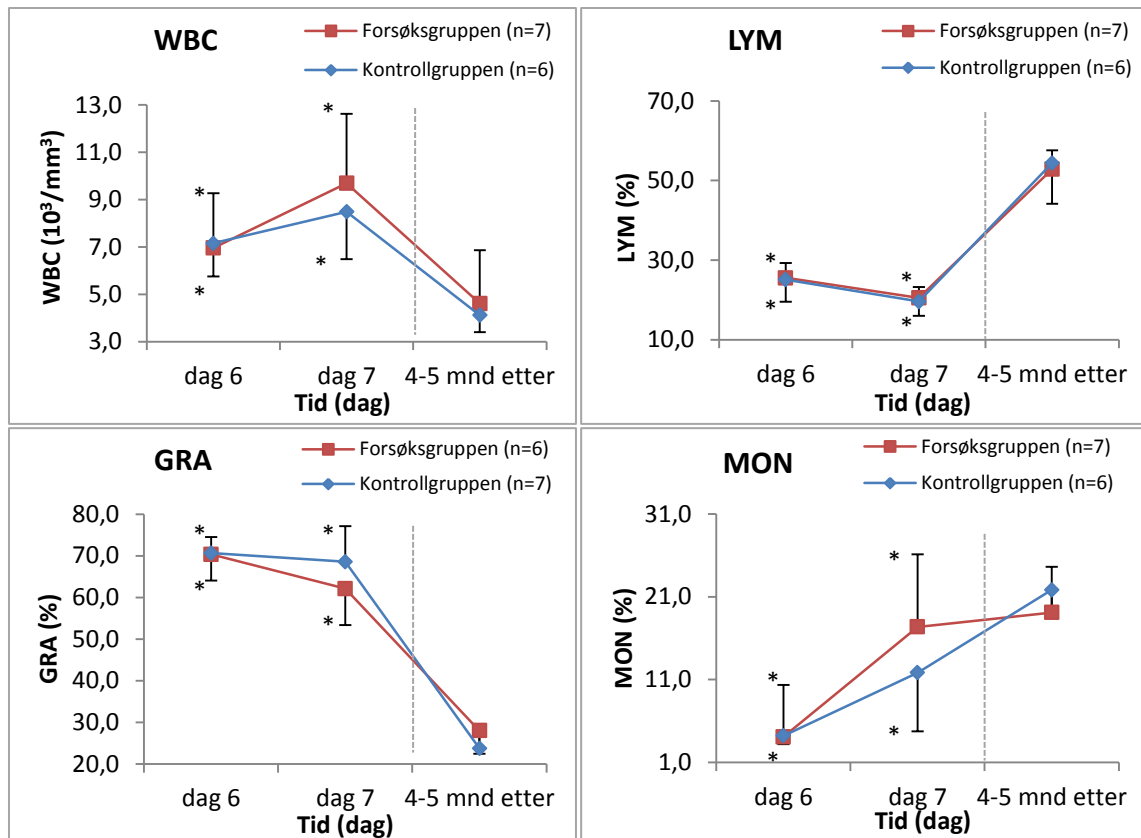 WBC
Forsøksgruppen (n=7)
Kontrollgruppen (n=6)
WBC (10³/mm³)
13,0
11,0
9,0
7,0
5,0
3,0
*
*
*
*
dag 6 dag 7 4-5 mnd etter
Tid (dag)
LYM
Forsøksgruppen (n=7)
Kontrollgruppen (n=6)
LYM (%)
70,0
50,0
30,0
10,0
*
*
*
*
dag 6 dag 7 4-5 mnd etter
Tid (dag)
GRA
Forsøksgruppen (n=6)
Kontrollgruppen (n=7)
GRA (%)
80,0
70,0
60,0
50,0
40,0
30,0
20,0
*
*
*
*
dag 6 dag 7 4-5 mnd etter
Tid (dag)
MON
Forsøksgruppen (n=7)
Kontrollgruppen (n=6)
MON (%)
31,0
21,0
11,0
1,0
*
*
*
*
dag 6 dag 7 4-5 mnd etter
Tid (dag)